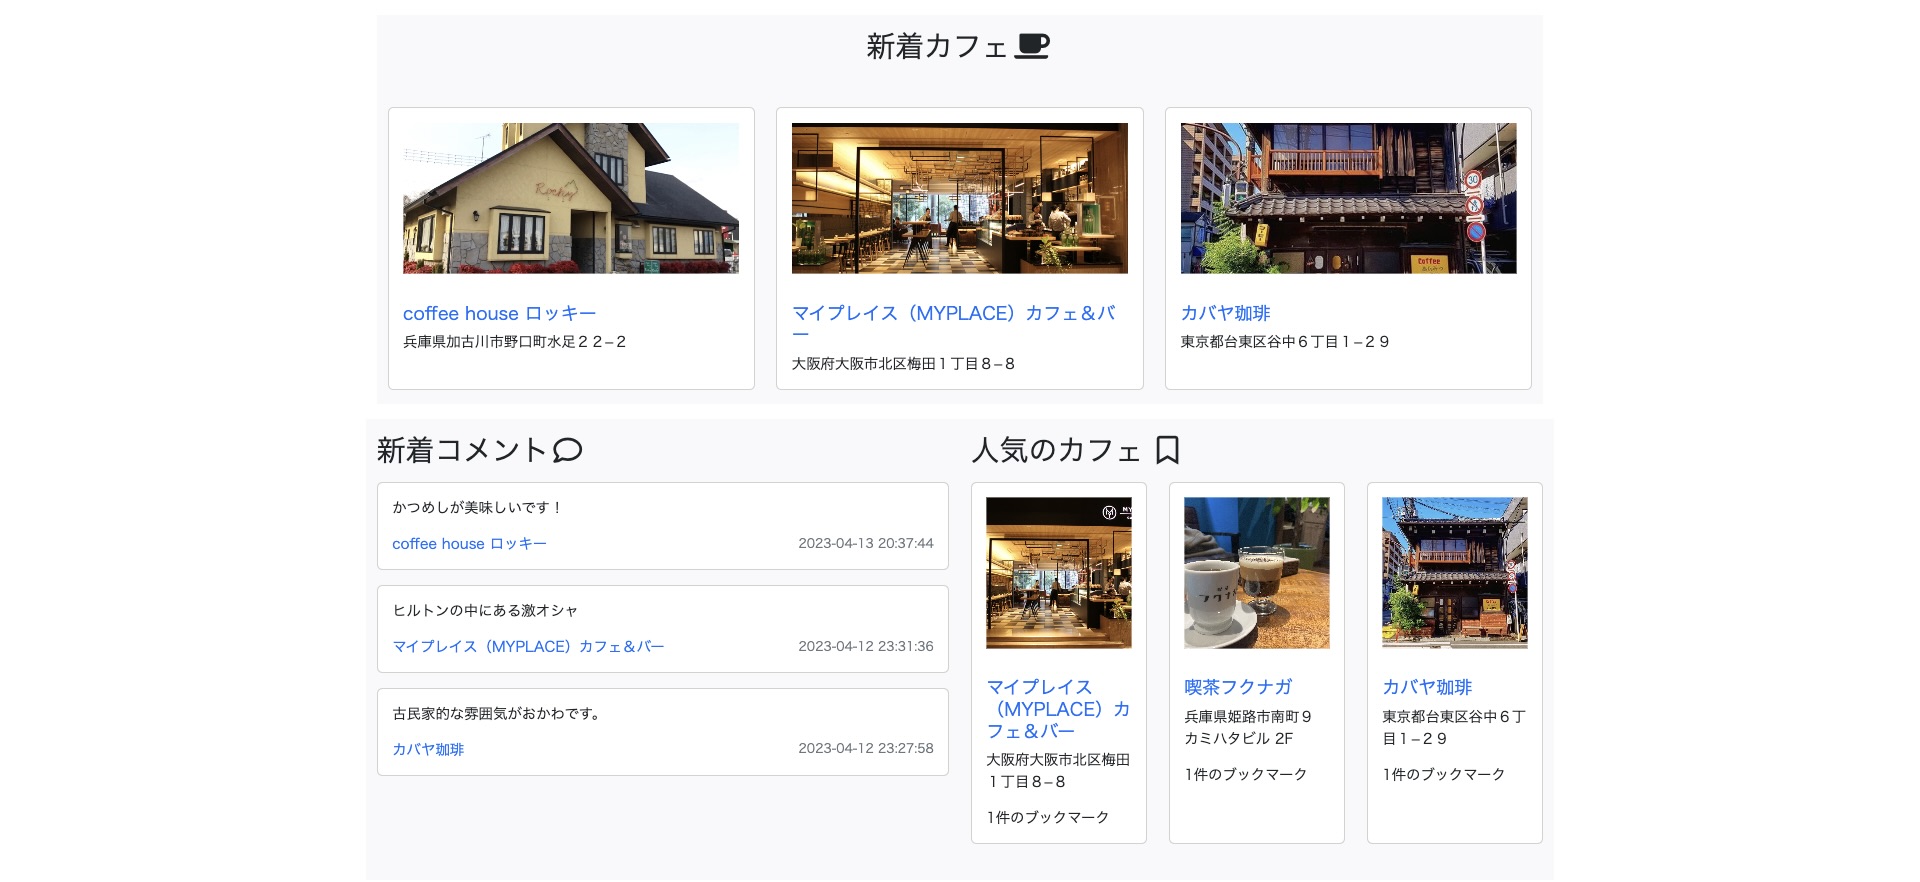 新着カフェ
Rocky
30
Coffee
coffee house ロッキー
兵庫県加古川市野口町水足２２−２
マイプレイス（MYPLACE）カフェ＆バ
ー
大阪府大阪市北区梅田１丁目８−８
カバヤ珈琲
東京都台東区谷中６丁目１−２９
新着コメント
かつめしが美味しいです！
coffee house ロッキー
2023-04-13 20:37:44
ヒルトンの中にある激オシャ
マイプレイス（MYPLACE）カフェ＆バー
2023-04-12 23:31:36
古民家的な雰囲気がおかわです。
カバヤ珈琲
2023-04-12 23:27:58
人気のカフェ
マイプレイス
（MYPLACE）カ
フェ＆バー
大阪府大阪市北区梅田
１丁目８−８
1件のブックマーク
喫茶フクナガ
兵庫県姫路市南町９
カミハタビル 2F
1件のブックマーク
カバヤ珈琲
東京都台東区谷中６丁
目１−２９
1件のブックマーク